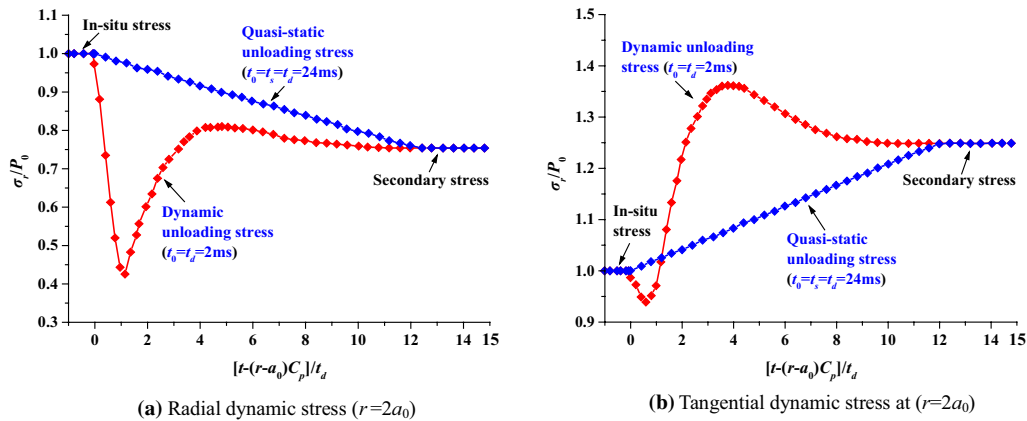 1.1
1.0
0.9
0.8
0.7
0.6
0.5
0.4
0.3
σr/P0
In-situ stress
Quasi-static
unloading stress
(t0=ts=td=24ms)
Secondary stress
Dynamic
unloading stress
(t0=td=2ms)
0 2 4 6 8 10 12 14 15
[t-(r-a0)Cp]/td
(a) Radial dynamic stress (r=2a0)
1.5
1.4
1.3
1.2
1.1
1.0
0.9
σr/P0
Dynamic unloading
stress (t0=td=2ms)
Secondary stress
In-situ
stress
Quasi-static
unloading stress
(t0=ts=td=24ms)
0 2 4 6 8 10 12 14 15
[t-(r-a0)Cp]/td
(b) Tangential dynamic stress at (r=2a0)